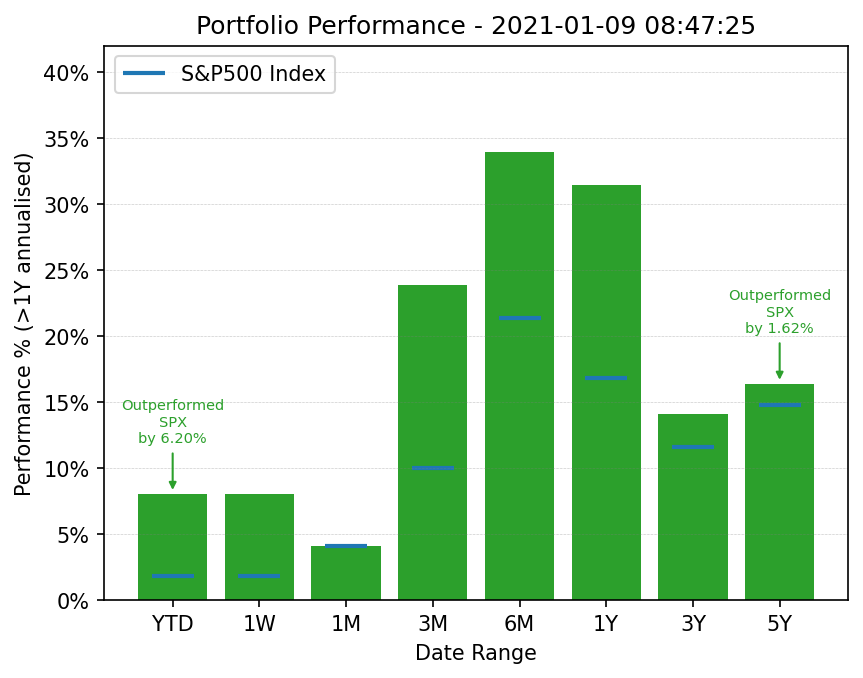 Portfolio Performance - 2021-01-09 08:47:25
S&P500 Index
Performance % (>1Y annualised)
40%
35%
30%
25%
20%
15%
10%
5%
0%
Outperformed
SPX
by 6.20%
Outperformed
SPX
by 1.62%
YTD 1W 1M 3M 6M 1Y 3Y 5Y
Date Range